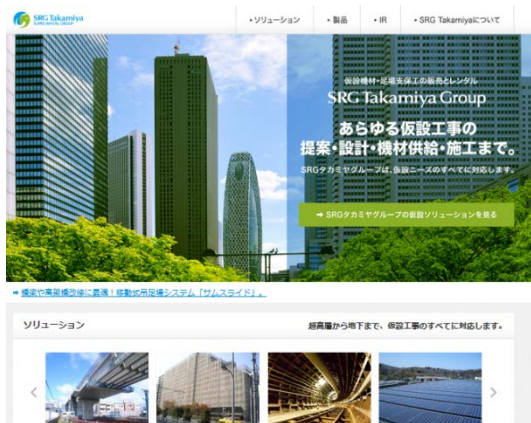 SRG Takamiya
・ソリューション
・製品
・IR
・SRG Takamiyaについて
仮設機材・足場支保工の販売とレンタル
SRG Takamiya Group
あらゆる仮設工事の
提案・設計・機材供給・施工まで。
SRGタカミヤグループは、仮設ニーズのすべてに対応します。
➡ SRGタカミヤグループの仮設ソリューションを見る
➡ 橋梁や高架橋改修に最適！移動式吊足場システム「サムスライド」。
ソリューション
超高層から地下まで、仮設工事のすべてに対応します。